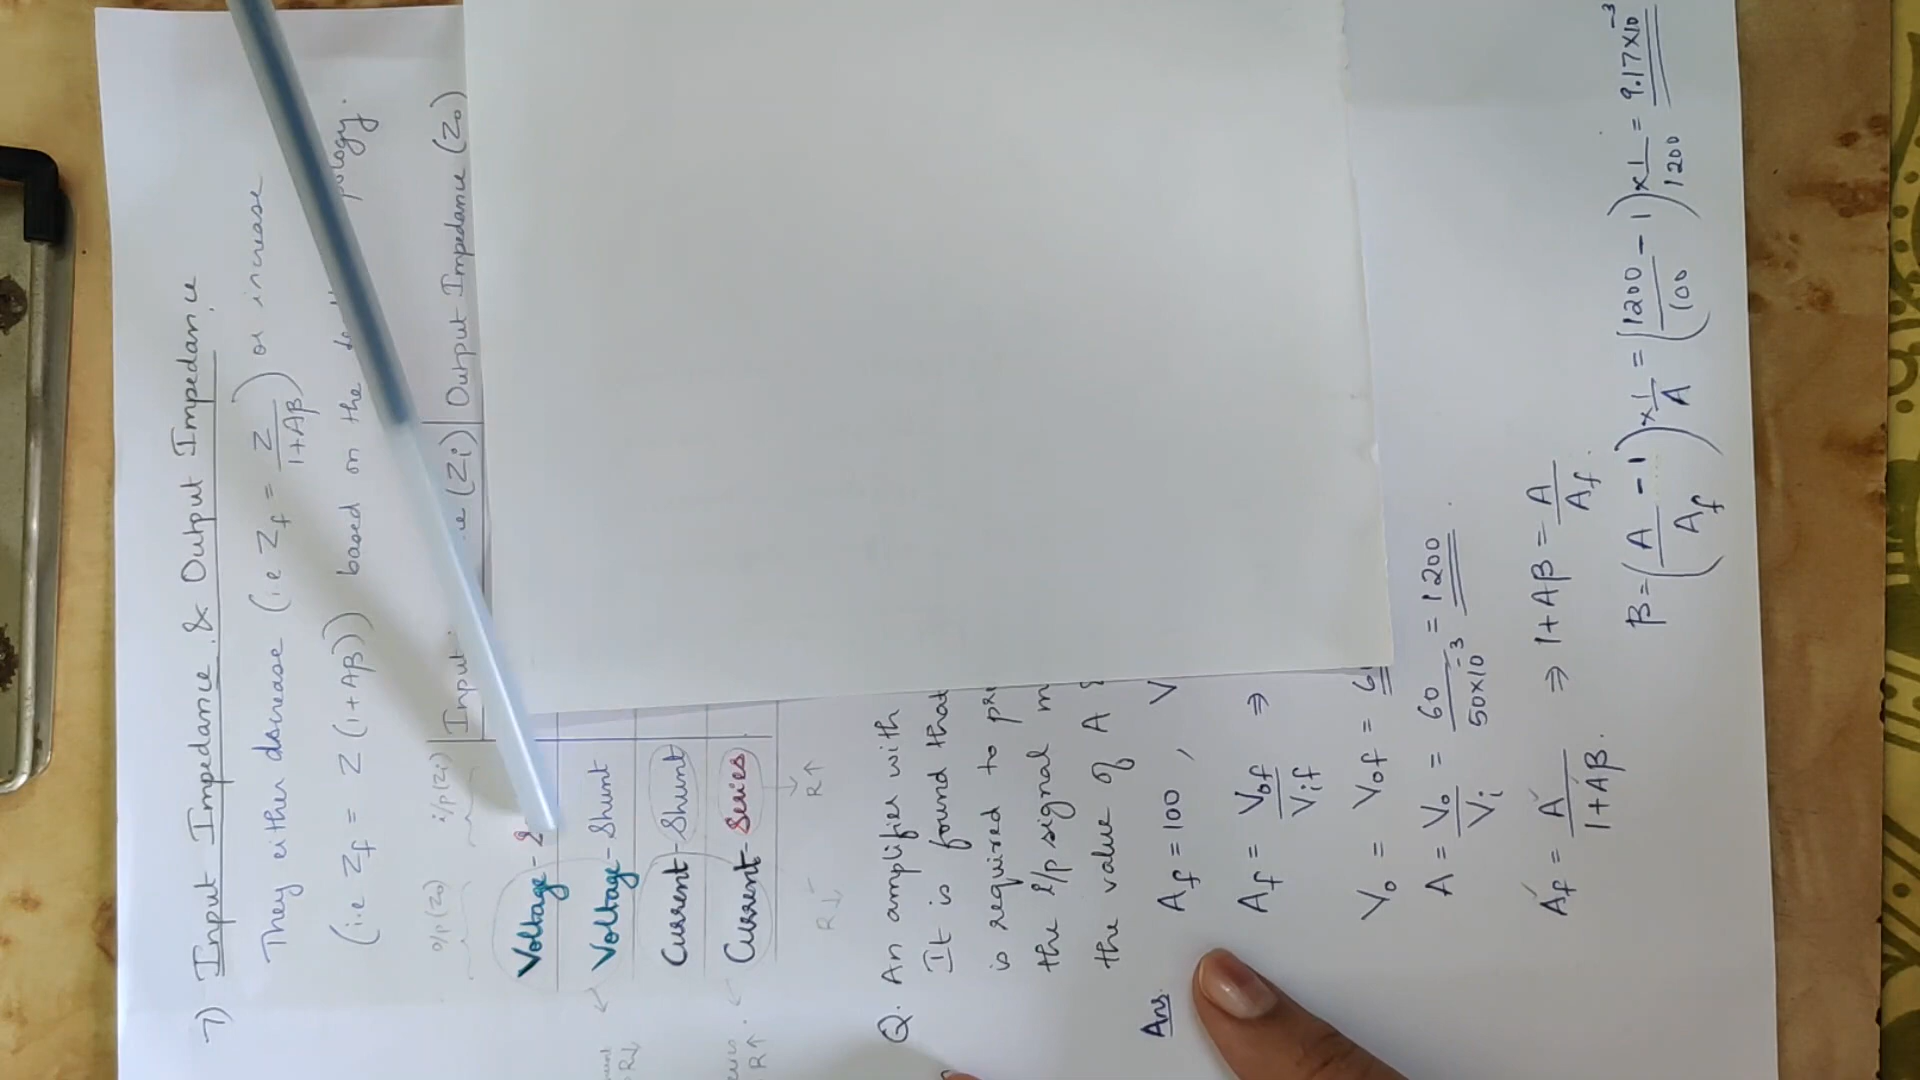 7) Input Impedance & Output Impedance
They either decrease (i.e Zf = Z/(1+Aβ)) or increase
(i.e Zf = Z(1+Aβ)) based on the
o/p(Zo) i/p(Zi) Input (Zi) Output Impedance (Zo)
Voltage-
Voltage-Shunt
Current-Shunt
Current-Series
R↓ R↑
R↓
R↑
Q. An amplifier with
It is found that
is required to
the i/p signal
the value of A
Ans. Af = 100, V
Af = Vof/Vif ⇒
Vo = Vof = 6
A = Vo/Vi = 60/50×10⁻³ = 1200.
Af = A/1+Aβ. ⇒ 1+Aβ = A/Af.
β = (A/Af - 1)×1/A = (1200/100 - 1)×1/1200 = 9.17×10⁻³